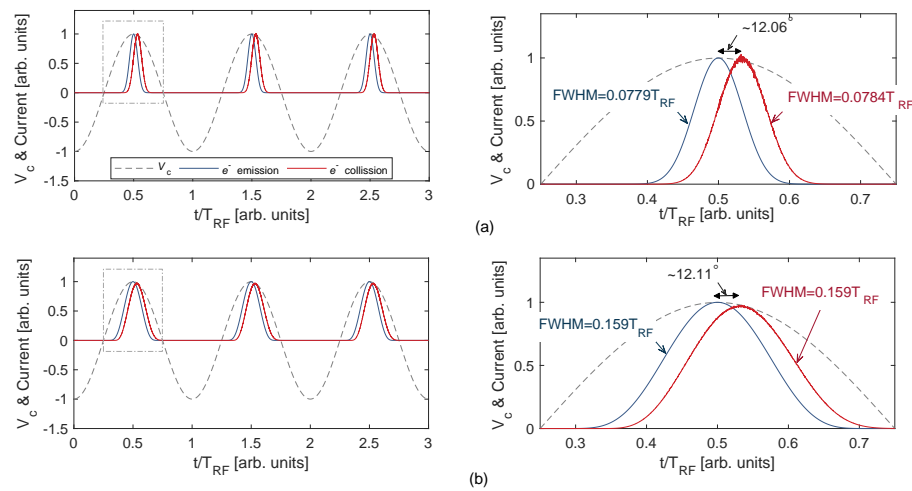 V_c & Current [arb. units]
1
0.5
0
-0.5
-1
-1.5
V_c
e⁻ emission
e⁻ collission
0
0.5
1
1.5
2
2.5
3
t/T_RF [arb. units]
V_c & Current [arb. units]
1
0.5
0
~12.06°
FWHM=0.0779T_RF
FWHM=0.0784T_RF
0.3
0.4
0.5
0.6
0.7
t/T_RF [arb. units]
(a)
V_c & Current [arb. units]
1
0.5
0
-0.5
-1
-1.5
0
0.5
1
1.5
2
2.5
3
t/T_RF [arb. units]
V_c & Current [arb. units]
1
0.5
0
~12.11°
FWHM=0.159T_RF
FWHM=0.159T_RF
0.3
0.4
0.5
0.6
0.7
t/T_RF [arb. units]
(b)